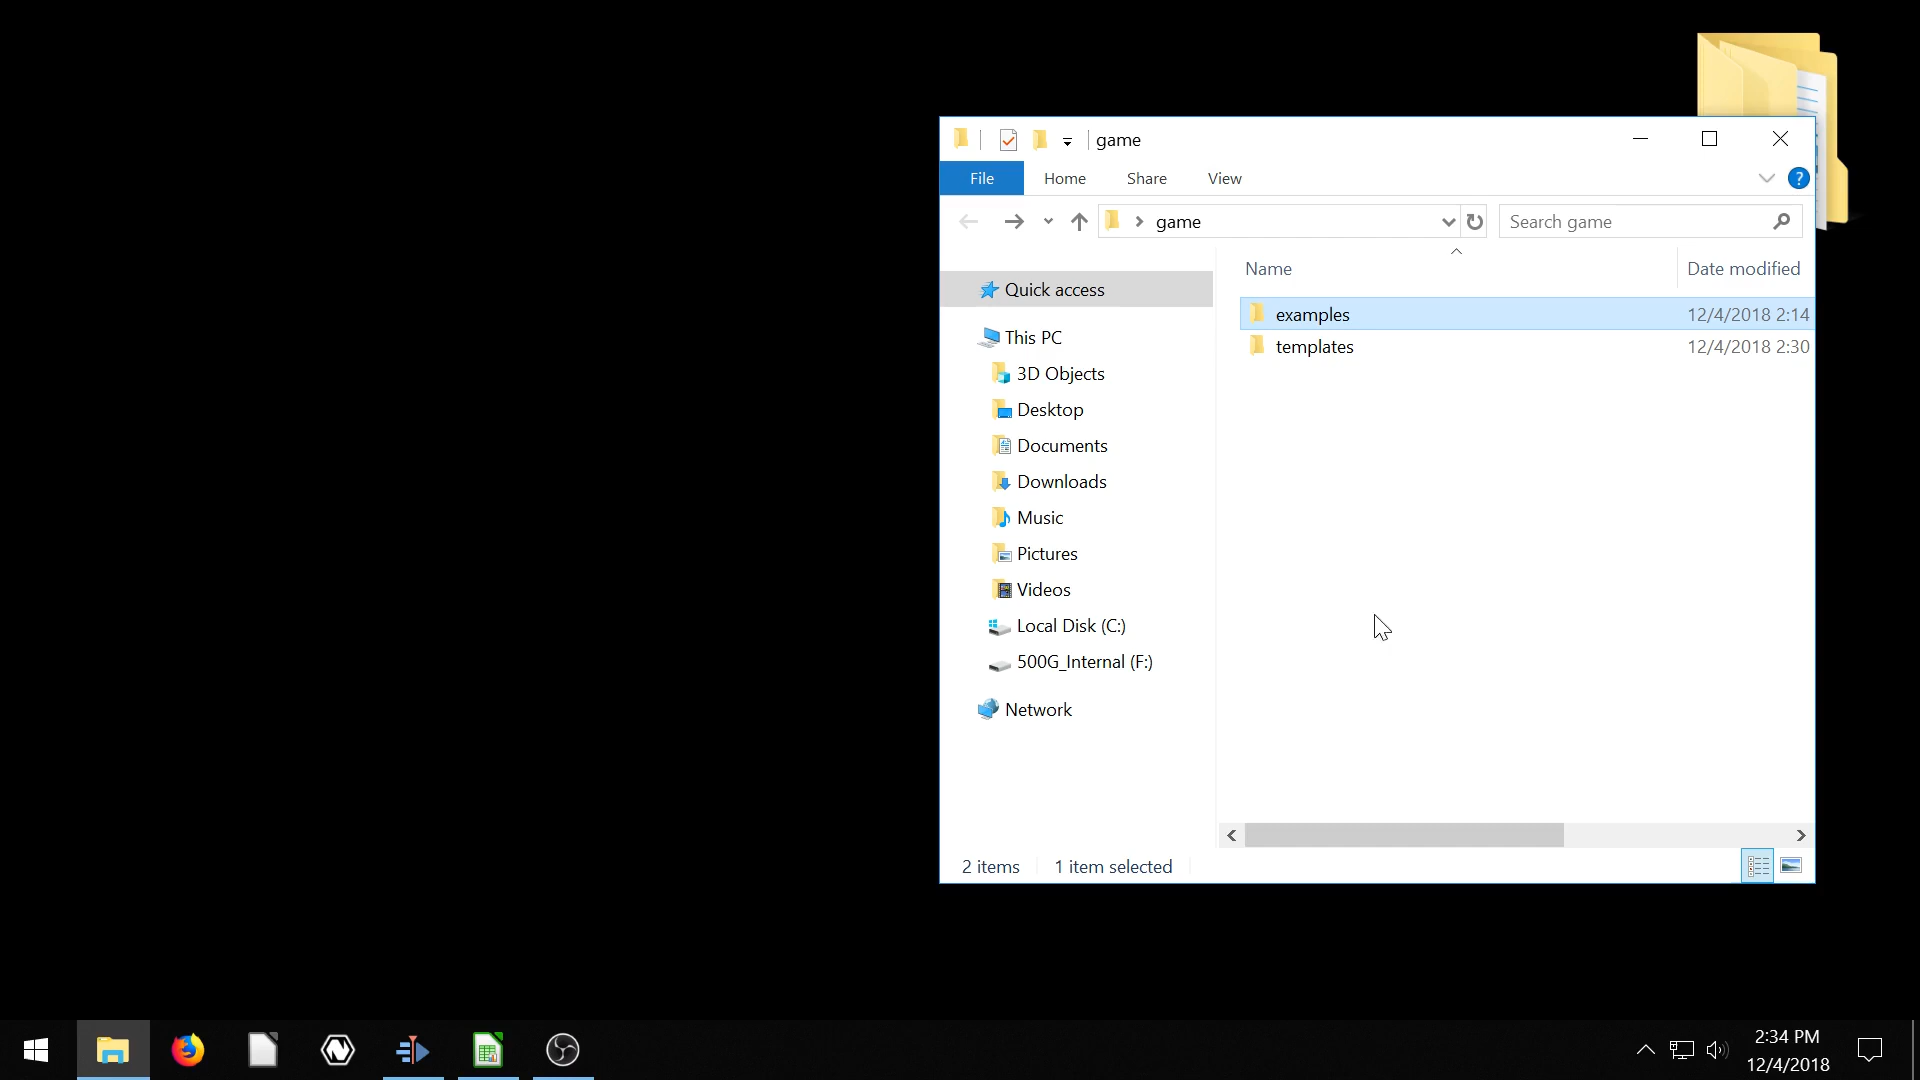 game
File Home Share View
game
Search game
Name Date modified
Quick access
examples 12/4/2018 2:14
This PC
templates 12/4/2018 2:30
3D Objects
Desktop
Documents
Downloads
Music
Pictures
Videos
Local Disk (C:)
500G_Internal (F:)
Network
2 items 1 item selected
2:34 PM
12/4/2018